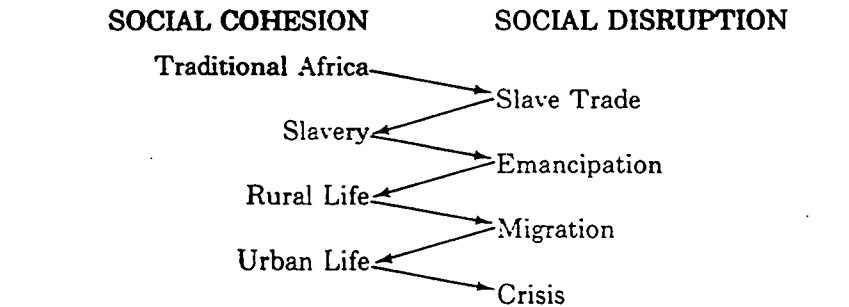 SOCIAL COHESION SOCIAL DISRUPTION
Traditional Africa
Slave Trade
Slavery
Emancipation
Rural Life
Migration
Urban Life
Crisis